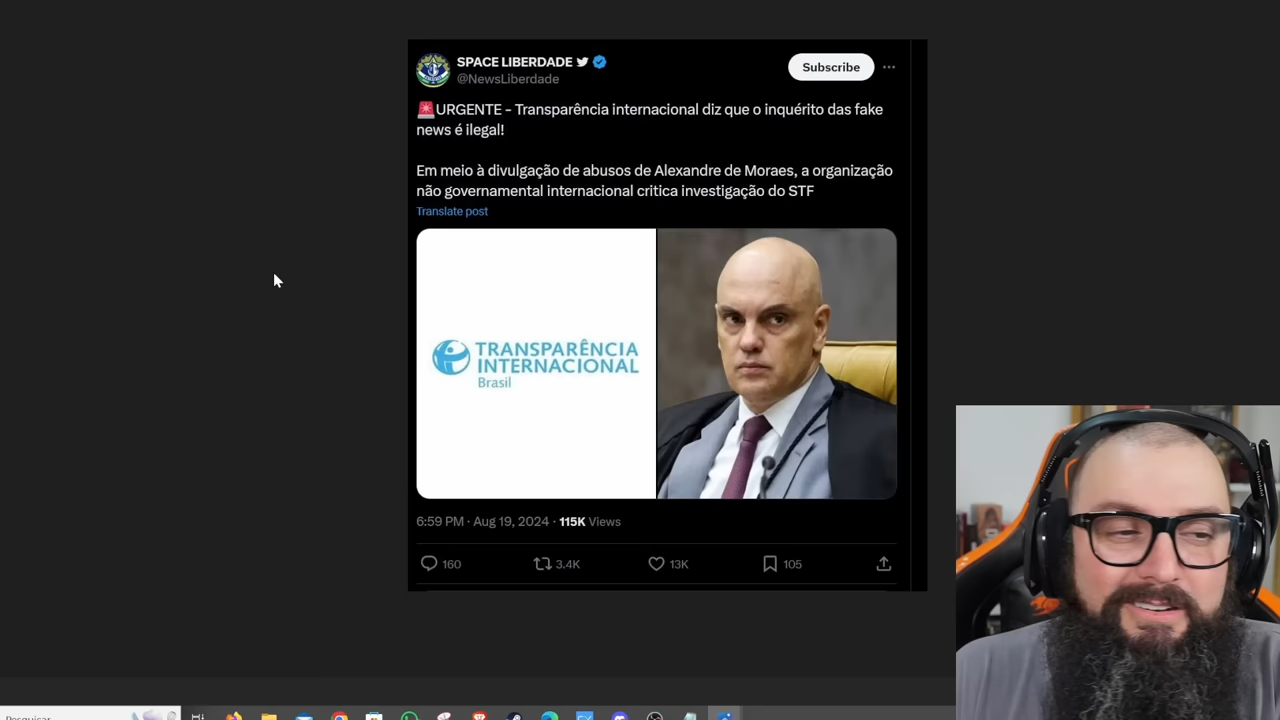 SPACE LIBERDADE
@NewsLiberdade
Subscribe
🚨URGENTE - Transparência internacional diz que o inquérito das fake
news é ilegal!
Em meio à divulgação de abusos de Alexandre de Moraes, a organização
não governamental internacional critica investigação do STF
Translate post
TRANSPARÊNCIA
INTERNACIONAL
Brasil
6:59 PM · Aug 19, 2024 · 115K Views
160 3.4K 13K 105
Pesquisar